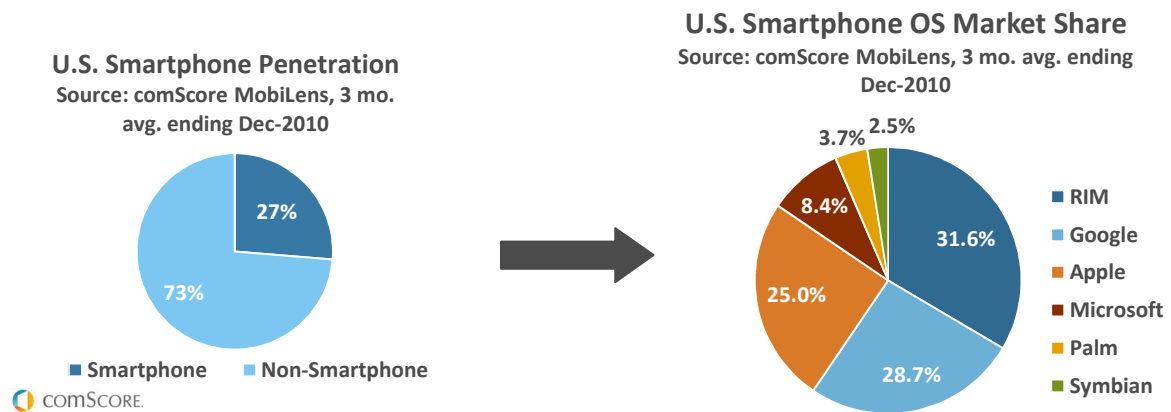 U.S. Smartphone Penetration
Source: comScore MobiLens, 3 mo.
avg. ending Dec-2010
27%
73%
Smartphone
Non-Smartphone
comSCORE.
U.S. Smartphone OS Market Share
Source: comScore MobiLens, 3 mo. avg. ending
Dec-2010
3.7%
2.5%
8.4%
31.6%
25.0%
28.7%
RIM
Google
Apple
Microsoft
Palm
Symbian